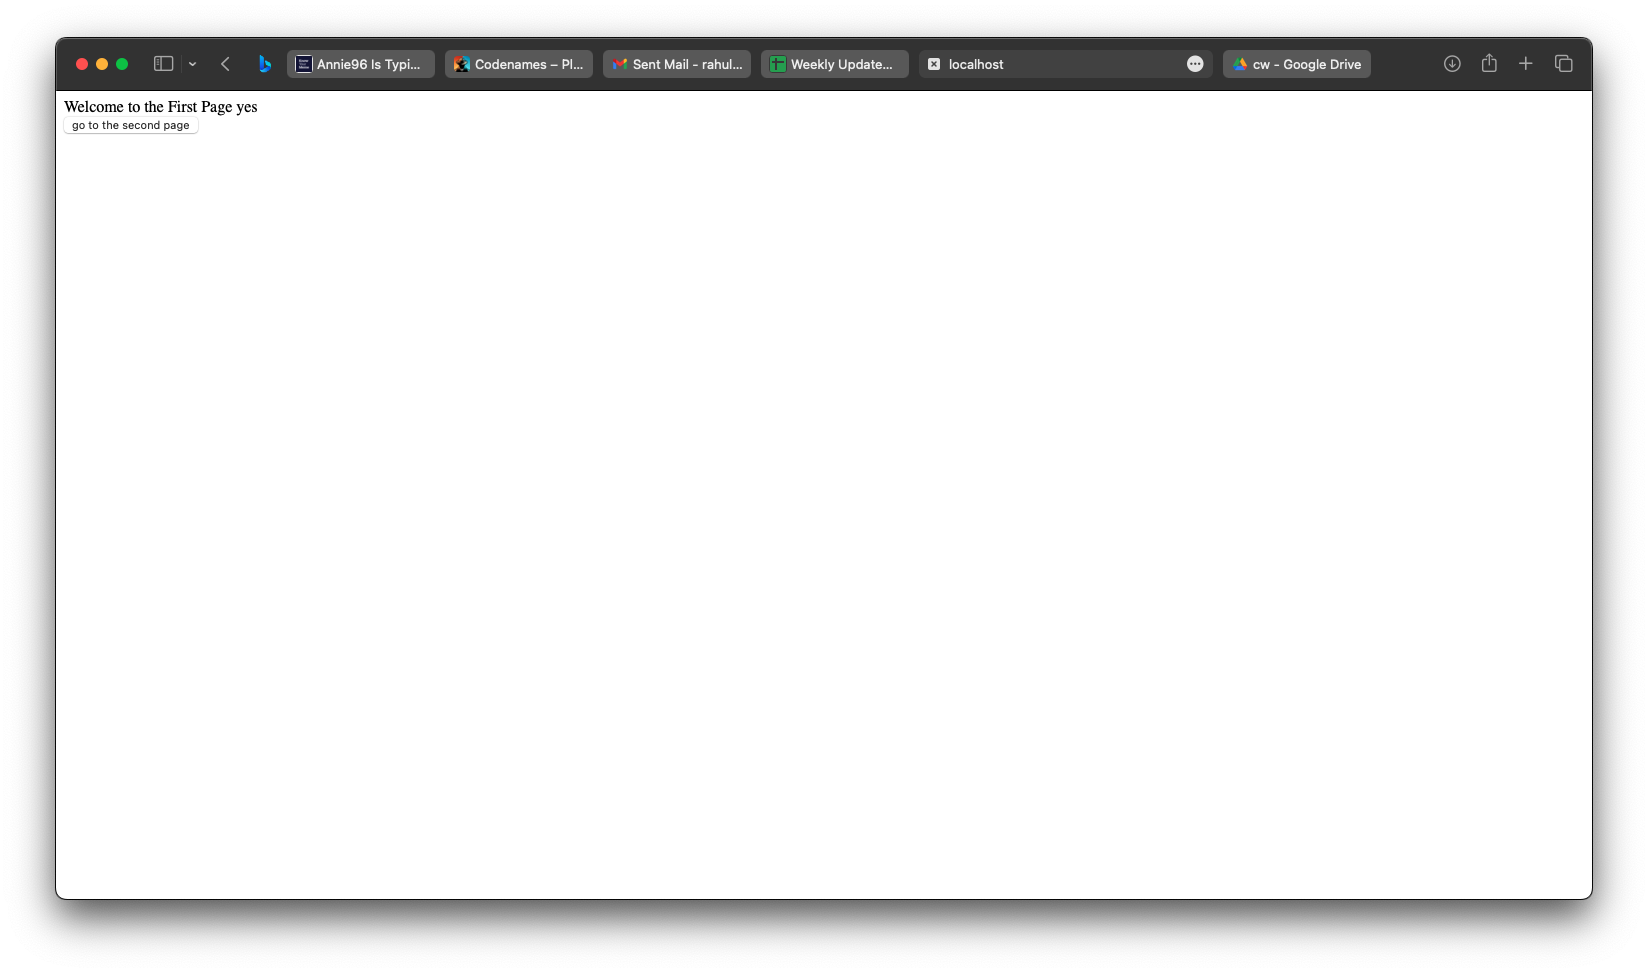 Annie96 Is Typi...
Codenames – Pl...
Sent Mail - rahul...
Weekly Update...
localhost
cw - Google Drive
Welcome to the First Page yes
go to the second page